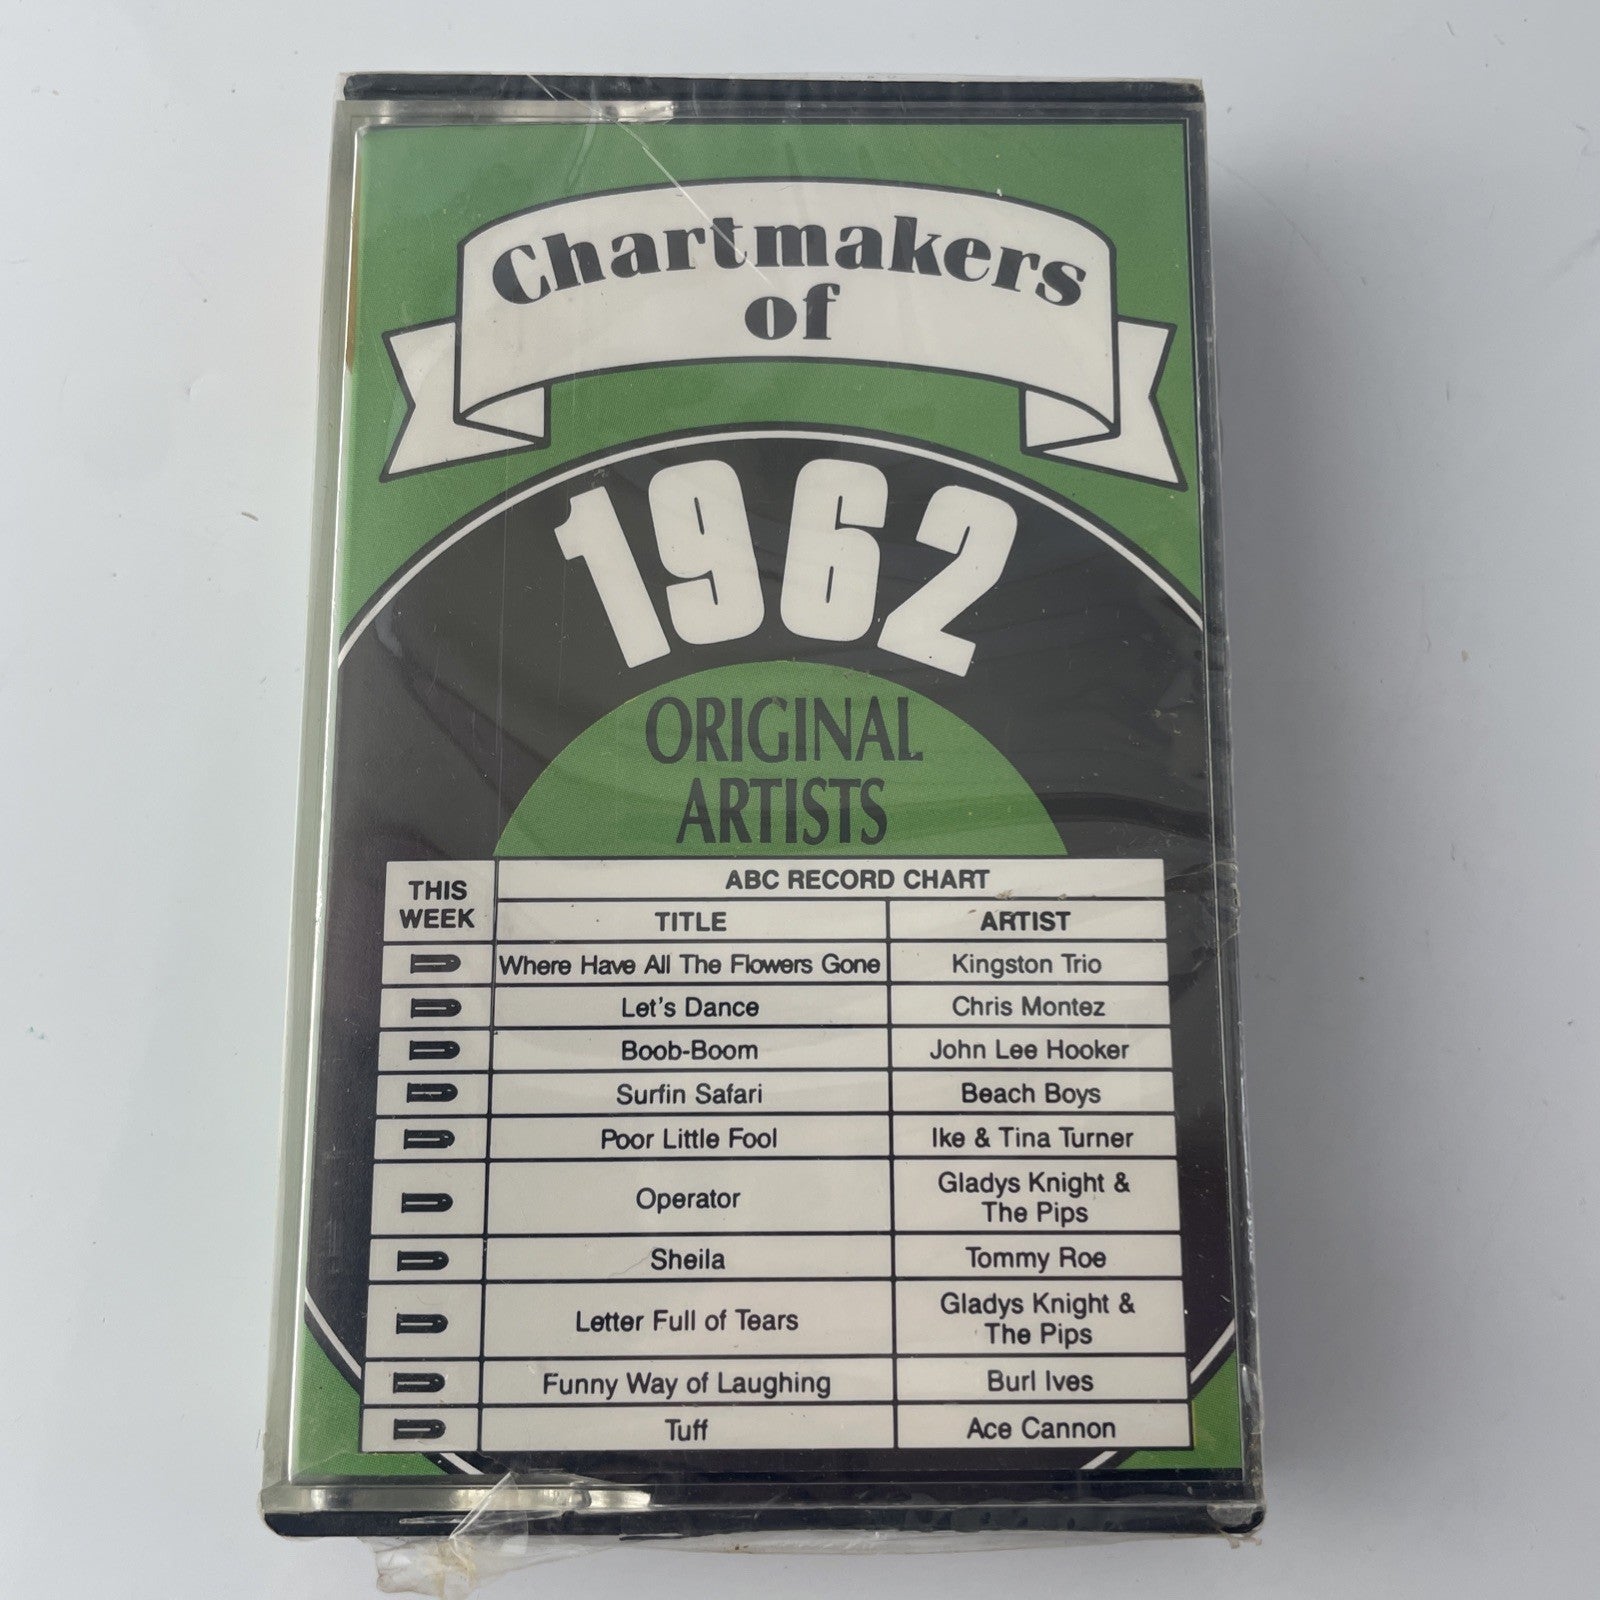 Chartmakers
of
1962
ORIGINAL
ARTISTS
THIS WEEK
ABC RECORD CHART
TITLE ARTIST
Where Have All The Flowers Gone Kingston Trio
Let's Dance Chris Montez
Boob-Boom John Lee Hooker
Surfin Safari Beach Boys
Poor Little Fool Ike & Tina Turner
Operator Gladys Knight & The Pips
Sheila Tommy Roe
Letter Full of Tears Gladys Knight & The Pips
Funny Way of Laughing Burl Ives
Tuff Ace Cannon